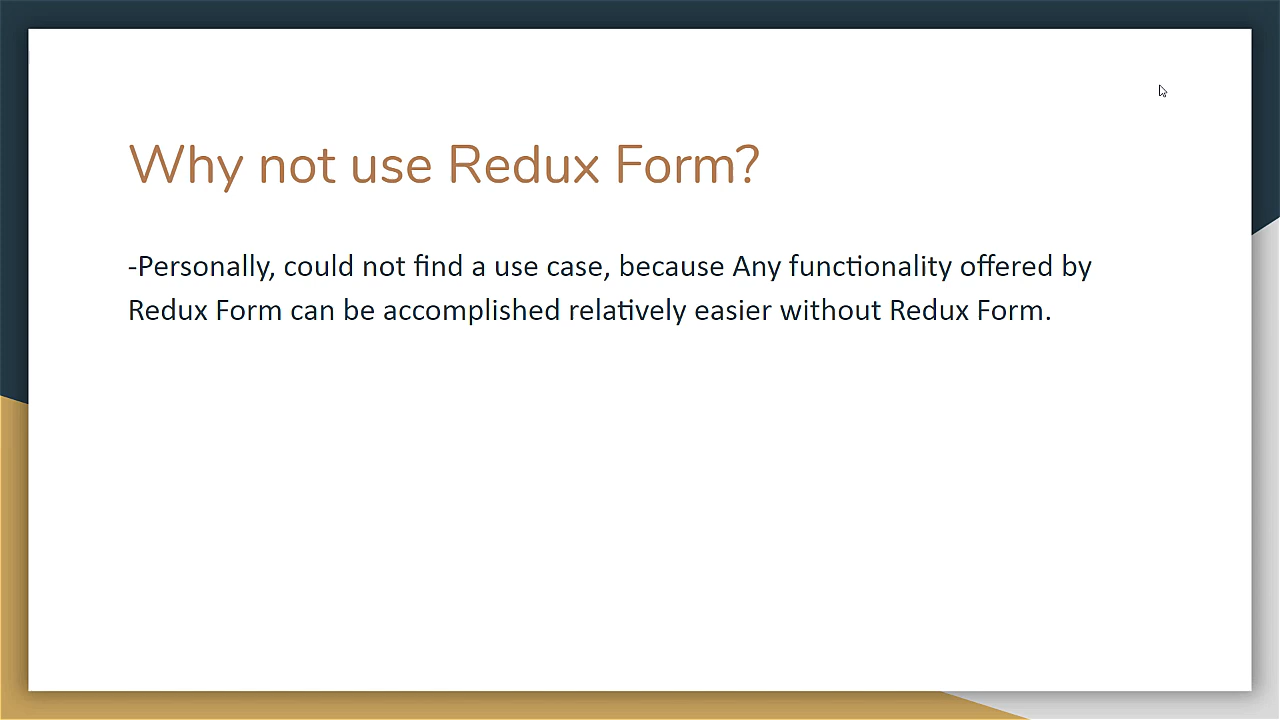 Why not use Redux Form?
-Personally, could not find a use case, because Any functionality offered by
Redux Form can be accomplished relatively easier without Redux Form.